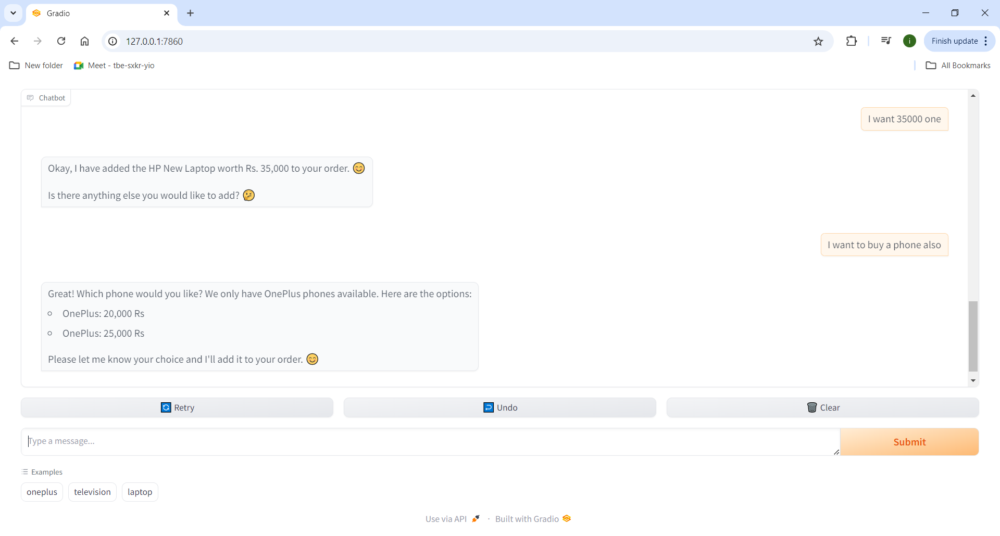 Gradio
127.0.0.1:7860
Finish update
i
New folder
Meet - tbe-sxkr-yio
All Bookmarks
Chatbot
I want 35000 one
Okay, I have added the HP New Laptop worth Rs. 35,000 to your order. 😊
Is there anything else you would like to add? 🤔
I want to buy a phone also
Great! Which phone would you like? We only have OnePlus phones available. Here are the options:
OnePlus: 20,000 Rs
OnePlus: 25,000 Rs
Please let me know your choice and I'll add it to your order. 😊
Retry
Undo
Clear
Type a message...
Submit
Examples
oneplus
television
laptop
Use via API · Built with Gradio